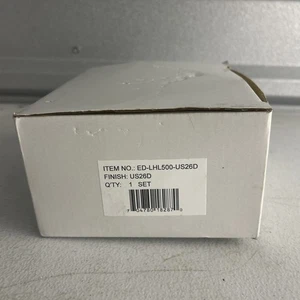 ITEM NO.: ED-LHL500-US26D
FINISH: US26D
Q'TY: 1 SET